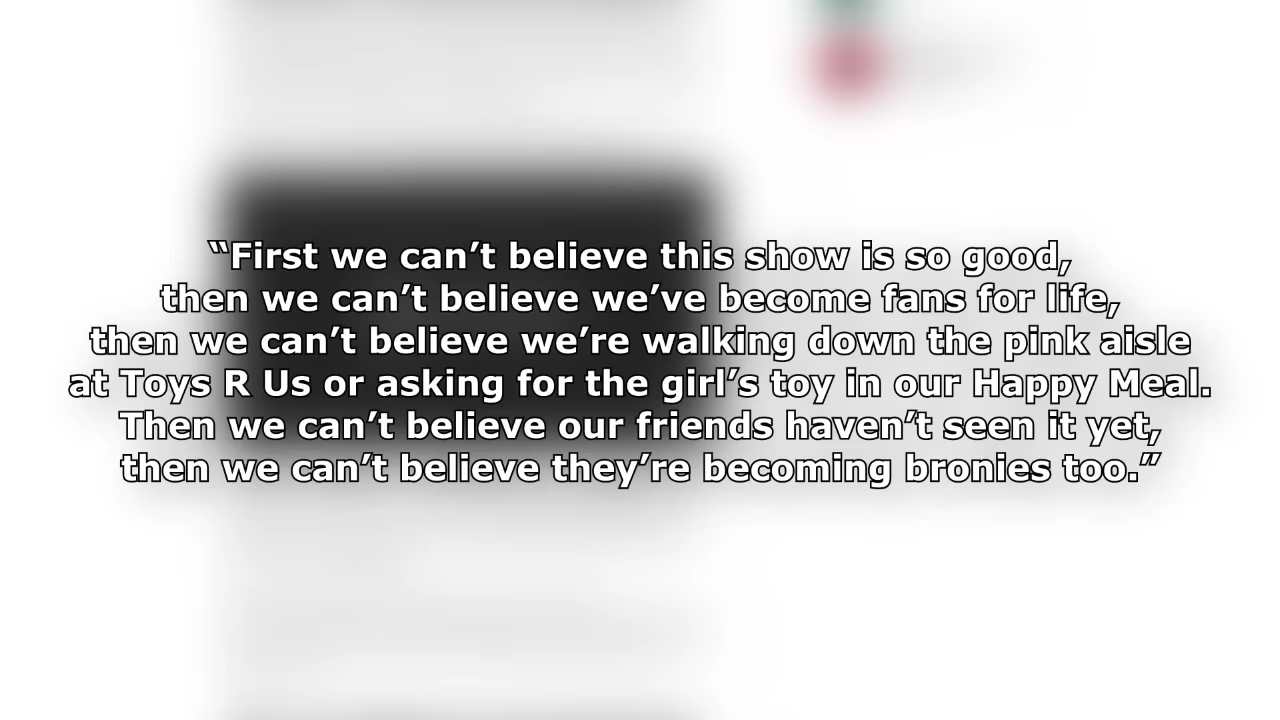 “First we can’t believe this show is so good,
then we can’t believe we’ve become fans for life,
then we can’t believe we’re walking down the pink aisle
at Toys R Us or asking for the girl’s toy in our Happy Meal.
Then we can’t believe our friends haven’t seen it yet,
then we can’t believe they’re becoming bronies too.”